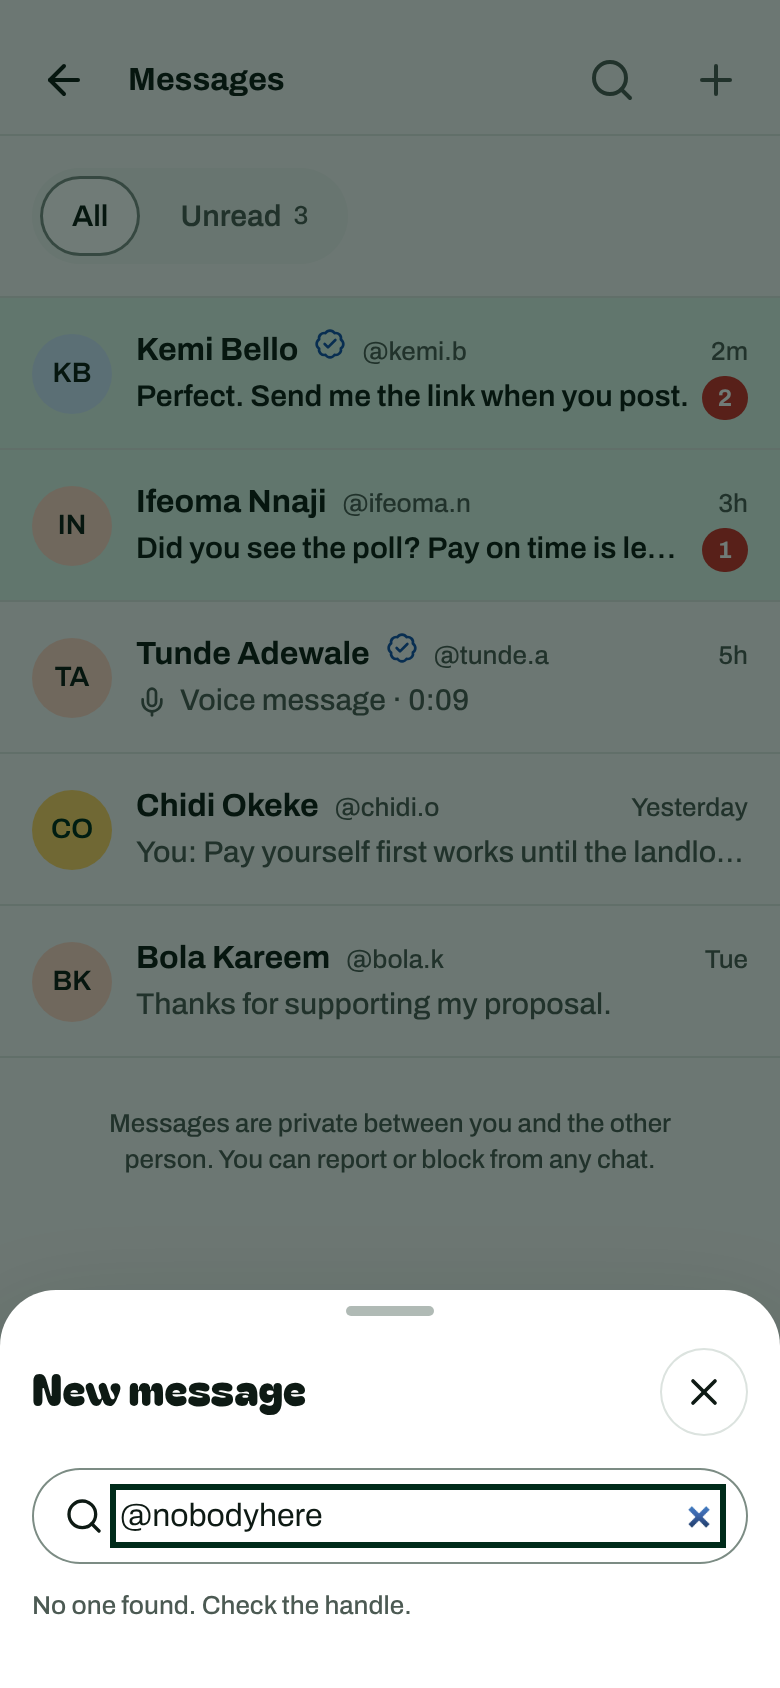 Messages
All
Unread 3
KB
Kemi Bello @kemi.b 2m
Perfect. Send me the link when you post. 2
IN
Ifeoma Nnaji @ifeoma.n 3h
Did you see the poll? Pay on time is le... 1
TA
Tunde Adewale @tunde.a 5h
Voice message · 0:09
CO
Chidi Okeke @chidi.o Yesterday
You: Pay yourself first works until the landlo...
BK
Bola Kareem @bola.k Tue
Thanks for supporting my proposal.
Messages are private between you and the other
person. You can report or block from any chat.
New message
@nobodyhere
No one found. Check the handle.